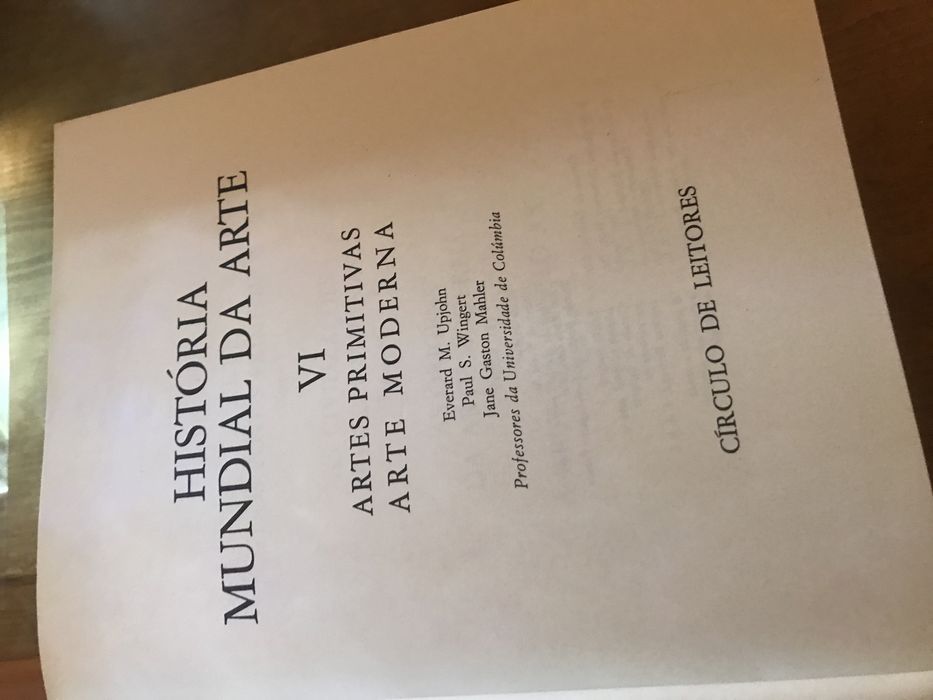 HISTÓRIA
MUNDIAL DA ARTE
VI
ARTES PRIMITIVAS
ARTE MODERNA
Everard M. Upjohn
Paul S. Wingert
Jane Gaston Mahler
Professores da Universidade de Colúmbia
CÍRCULO DE LEITORES